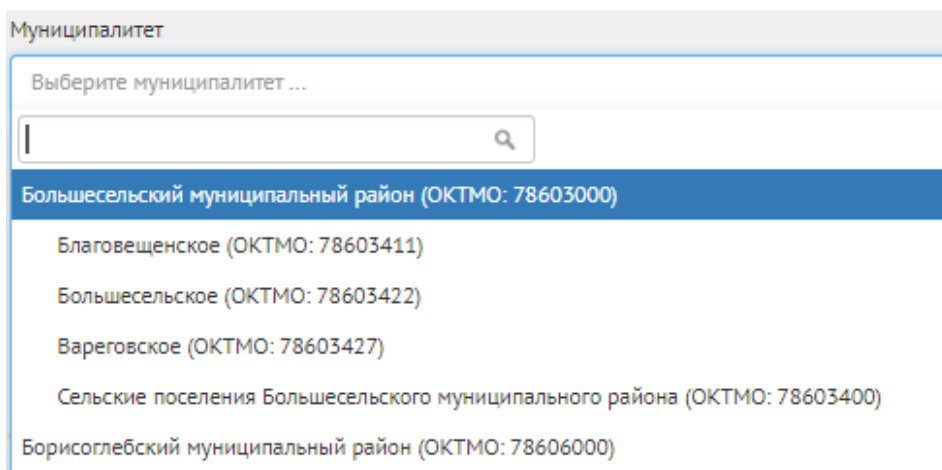 Муниципалитет
Выберите муниципалитет ...
Большесельский муниципальный район (ОКТМО: 78603000)
Благовещенское (ОКТМО: 78603411)
Большесельское (ОКТМО: 78603422)
Вареговское (ОКТМО: 78603427)
Сельские поселения Большесельского муниципального района (ОКТМО: 78603400)
Борисоглебский муниципальный район (ОКТМО: 78606000)